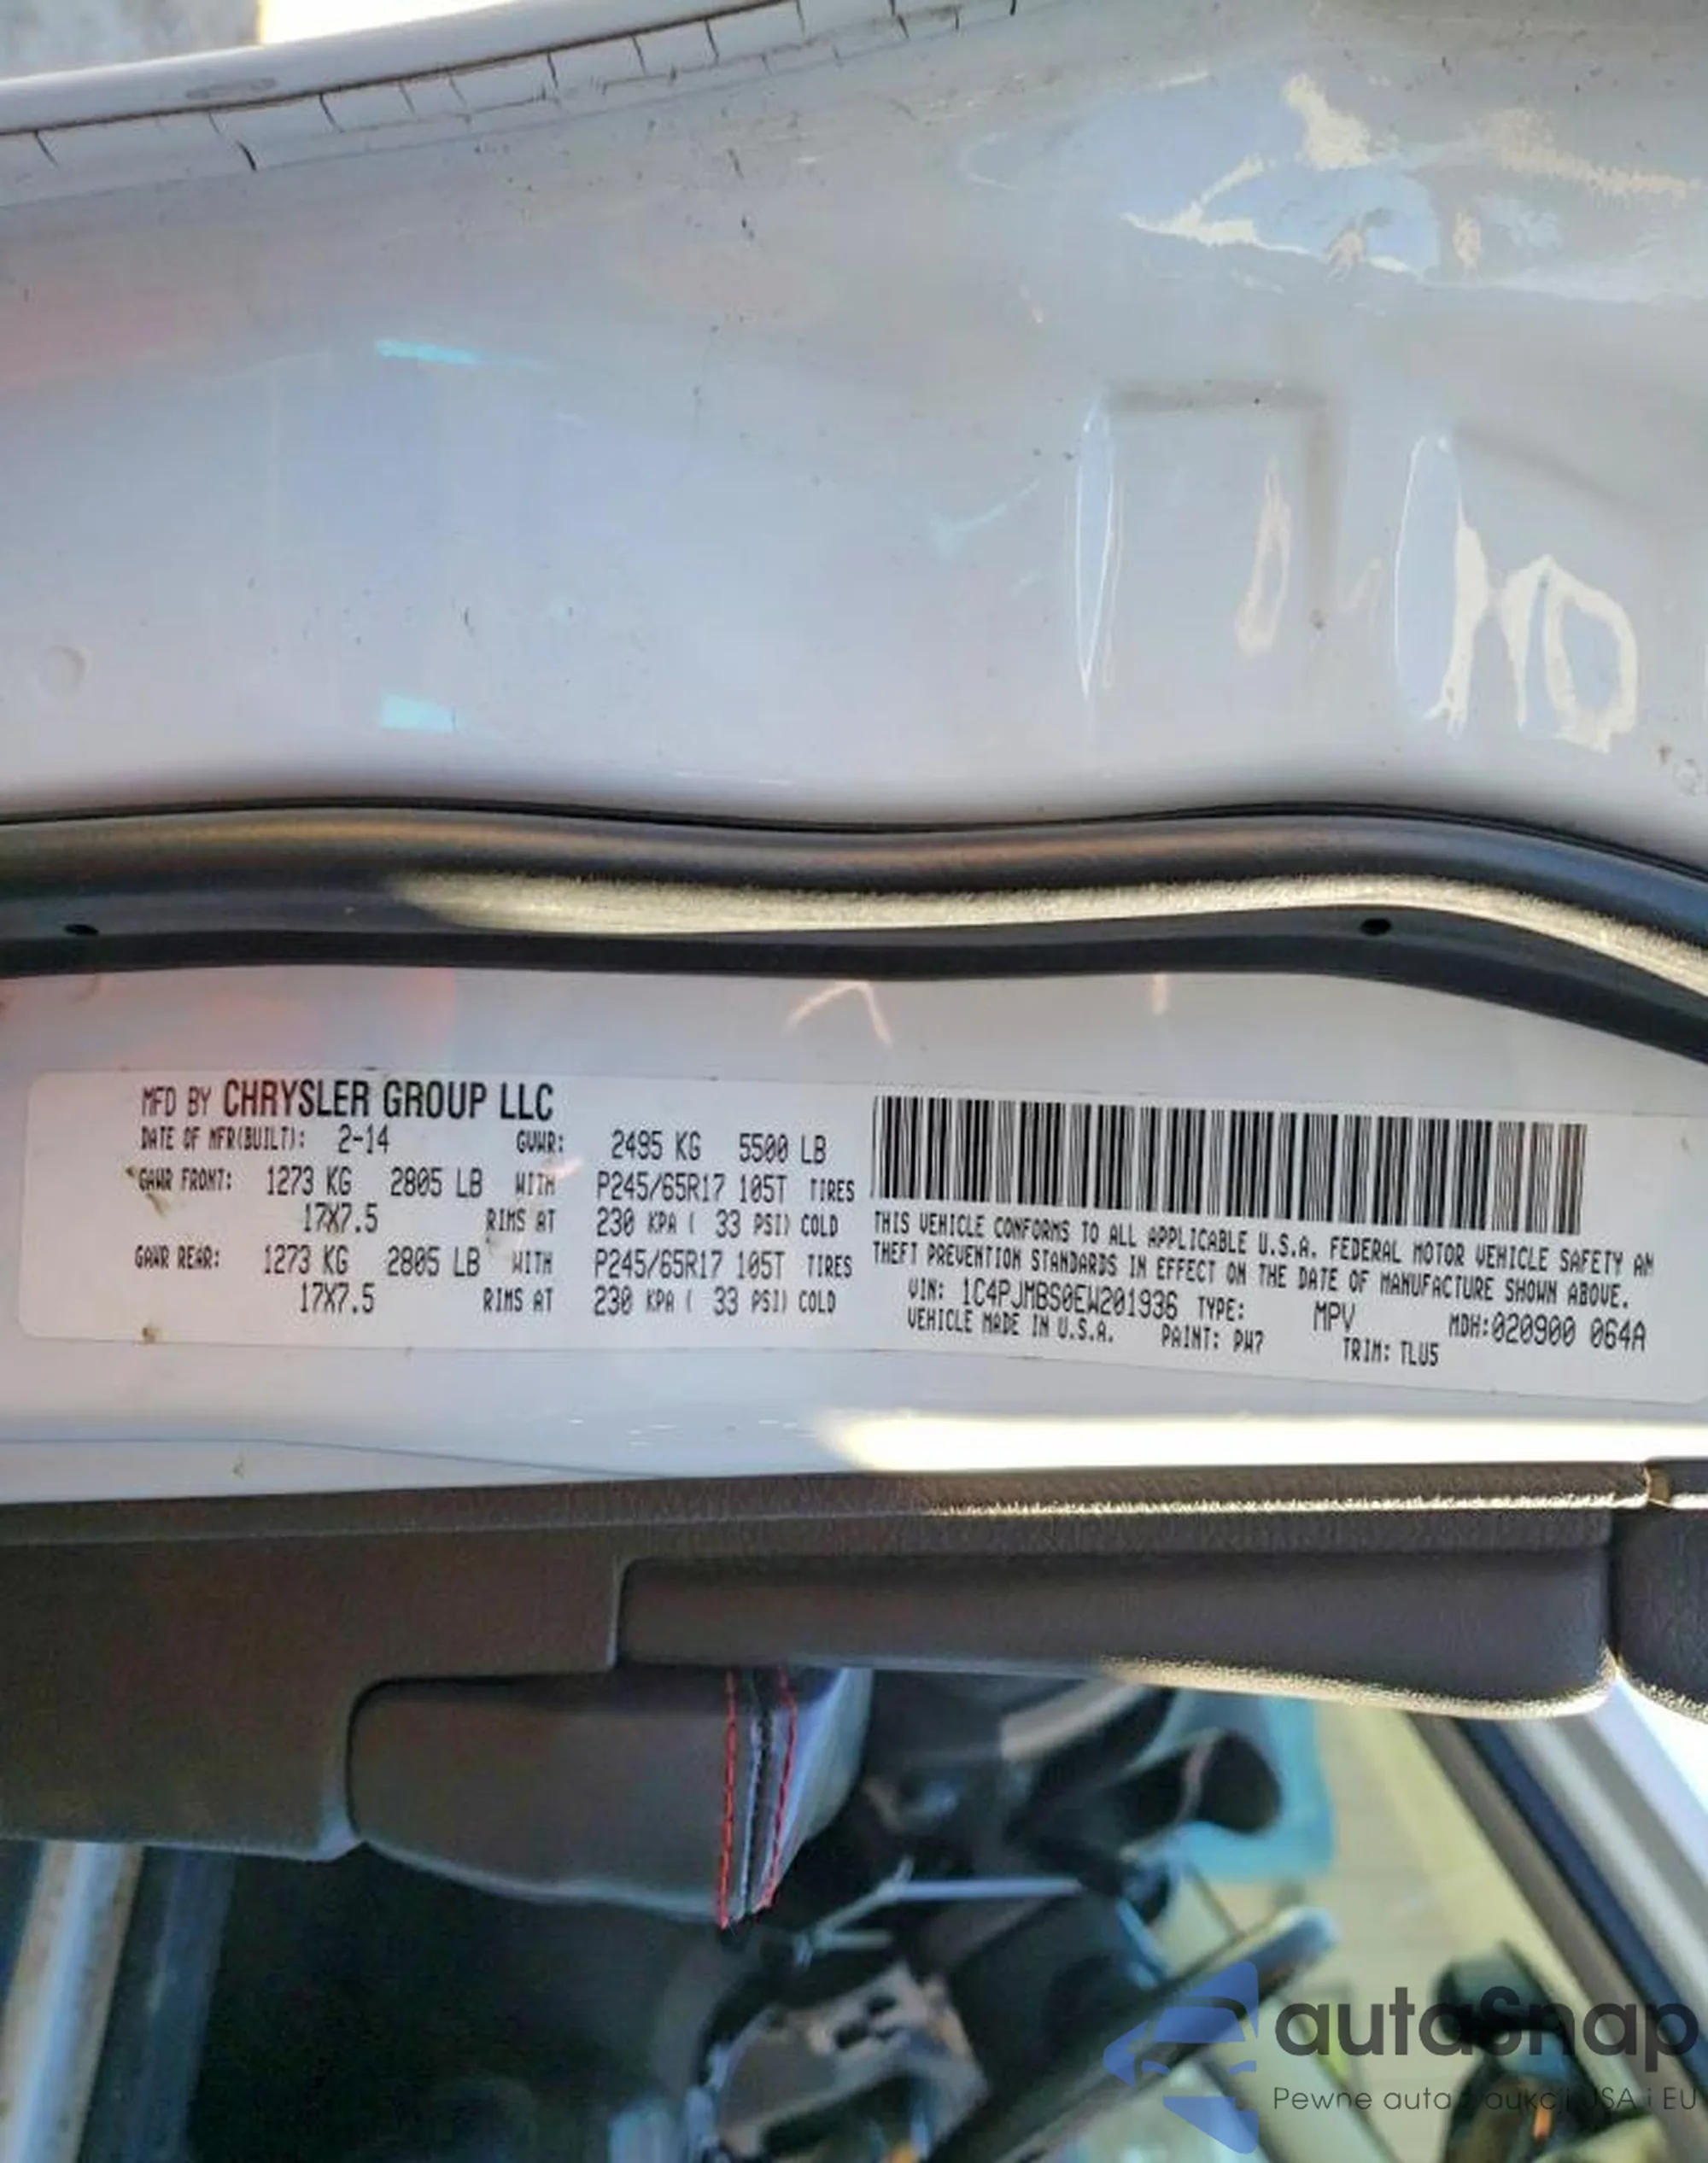 MFD BY CHRYSLER GROUP LLC
DATE OF MFR(BUILT): 2-14 GVWR: 2495 KG 5500 LB
GAWR FRONT: 1273 KG 2805 LB WITH P245/65R17 105T TIRES
17X7.5 RIMS AT 230 KPA ( 33 PSI) COLD
GAWR REAR: 1273 KG 2805 LB WITH P245/65R17 105T TIRES
17X7.5 RIMS AT 230 KPA ( 33 PSI) COLD
THIS VEHICLE CONFORMS TO ALL APPLICABLE U.S.A. FEDERAL MOTOR VEHICLE SAFETY AN
THEFT PREVENTION STANDARDS IN EFFECT ON THE DATE OF MANUFACTURE SHOWN ABOVE.
VIN: 1C4PJMBS0EW201936 TYPE: MPV MDH:020900 064A
VEHICLE MADE IN U.S.A. PAINT: PW7 TRIM: TLU5
autaSnap
Pewne auta z aukcji USA i EU